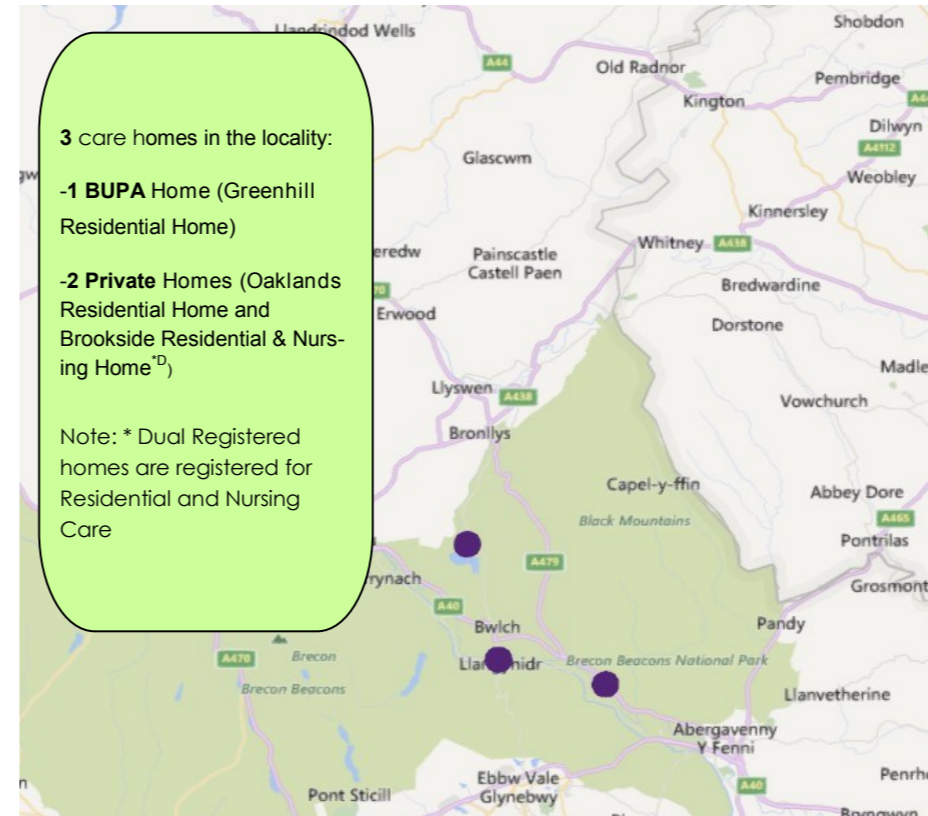 3 care homes in the locality:
-1 BUPA Home (Greenhill
Residential Home)
-2 Private Homes (Oaklands
Residential Home and
Brookside Residential & Nurs-
ing Home*D)
Note: * Dual Registered
homes are registered for
Residential and Nursing
Care
Llandrindod Wells
Shobdon
A44
Old Radnor
Pembridge
Kington
Dilwyn
A4112
Glascwm
Weobley
Kinnersley
Whitney
A438
Painscastle
Castell Paen
Bredwardine
Erwood
Dorstone
Llyswen
A438
Vowchurch
Bronllys
Capel-y-ffin
Abbey Dore
Black Mountains
A465
Pontrilas
A479
Grosmont
A40
Bwlch
Pandy
A470
Brecon
Brecon Beacons
Brecon Beacons National Park
Llanvetherine
Abergavenny
Y Fenni
Ebbw Vale
Glynebwy
A40
Pont Sticill